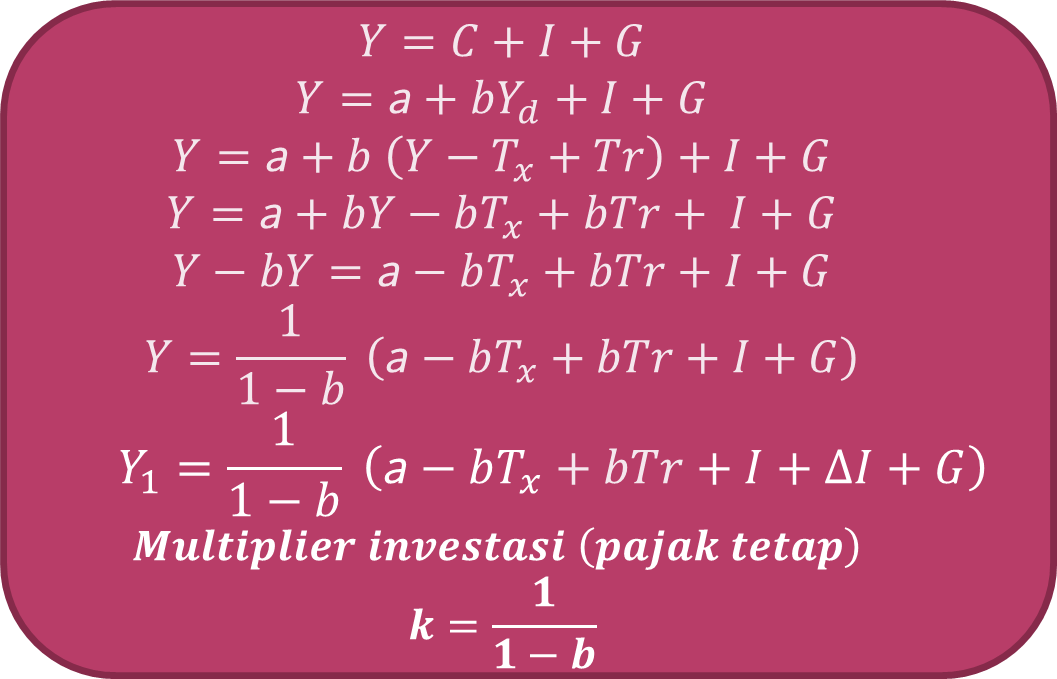 Y = C + I + G
Y = a + bY_d + I + G
Y = a + b (Y − T_x + Tr) + I + G
Y = a + bY − bT_x + bTr + I + G
Y − bY = a − bT_x + bTr + I + G
Y = 1/(1 − b) (a − bT_x + bTr + I + G)
Y_1 = 1/(1 − b) (a − bT_x + bTr + I + ΔI + G)
Multiplier investasi (pajak tetap)
k = 1/(1 − b)